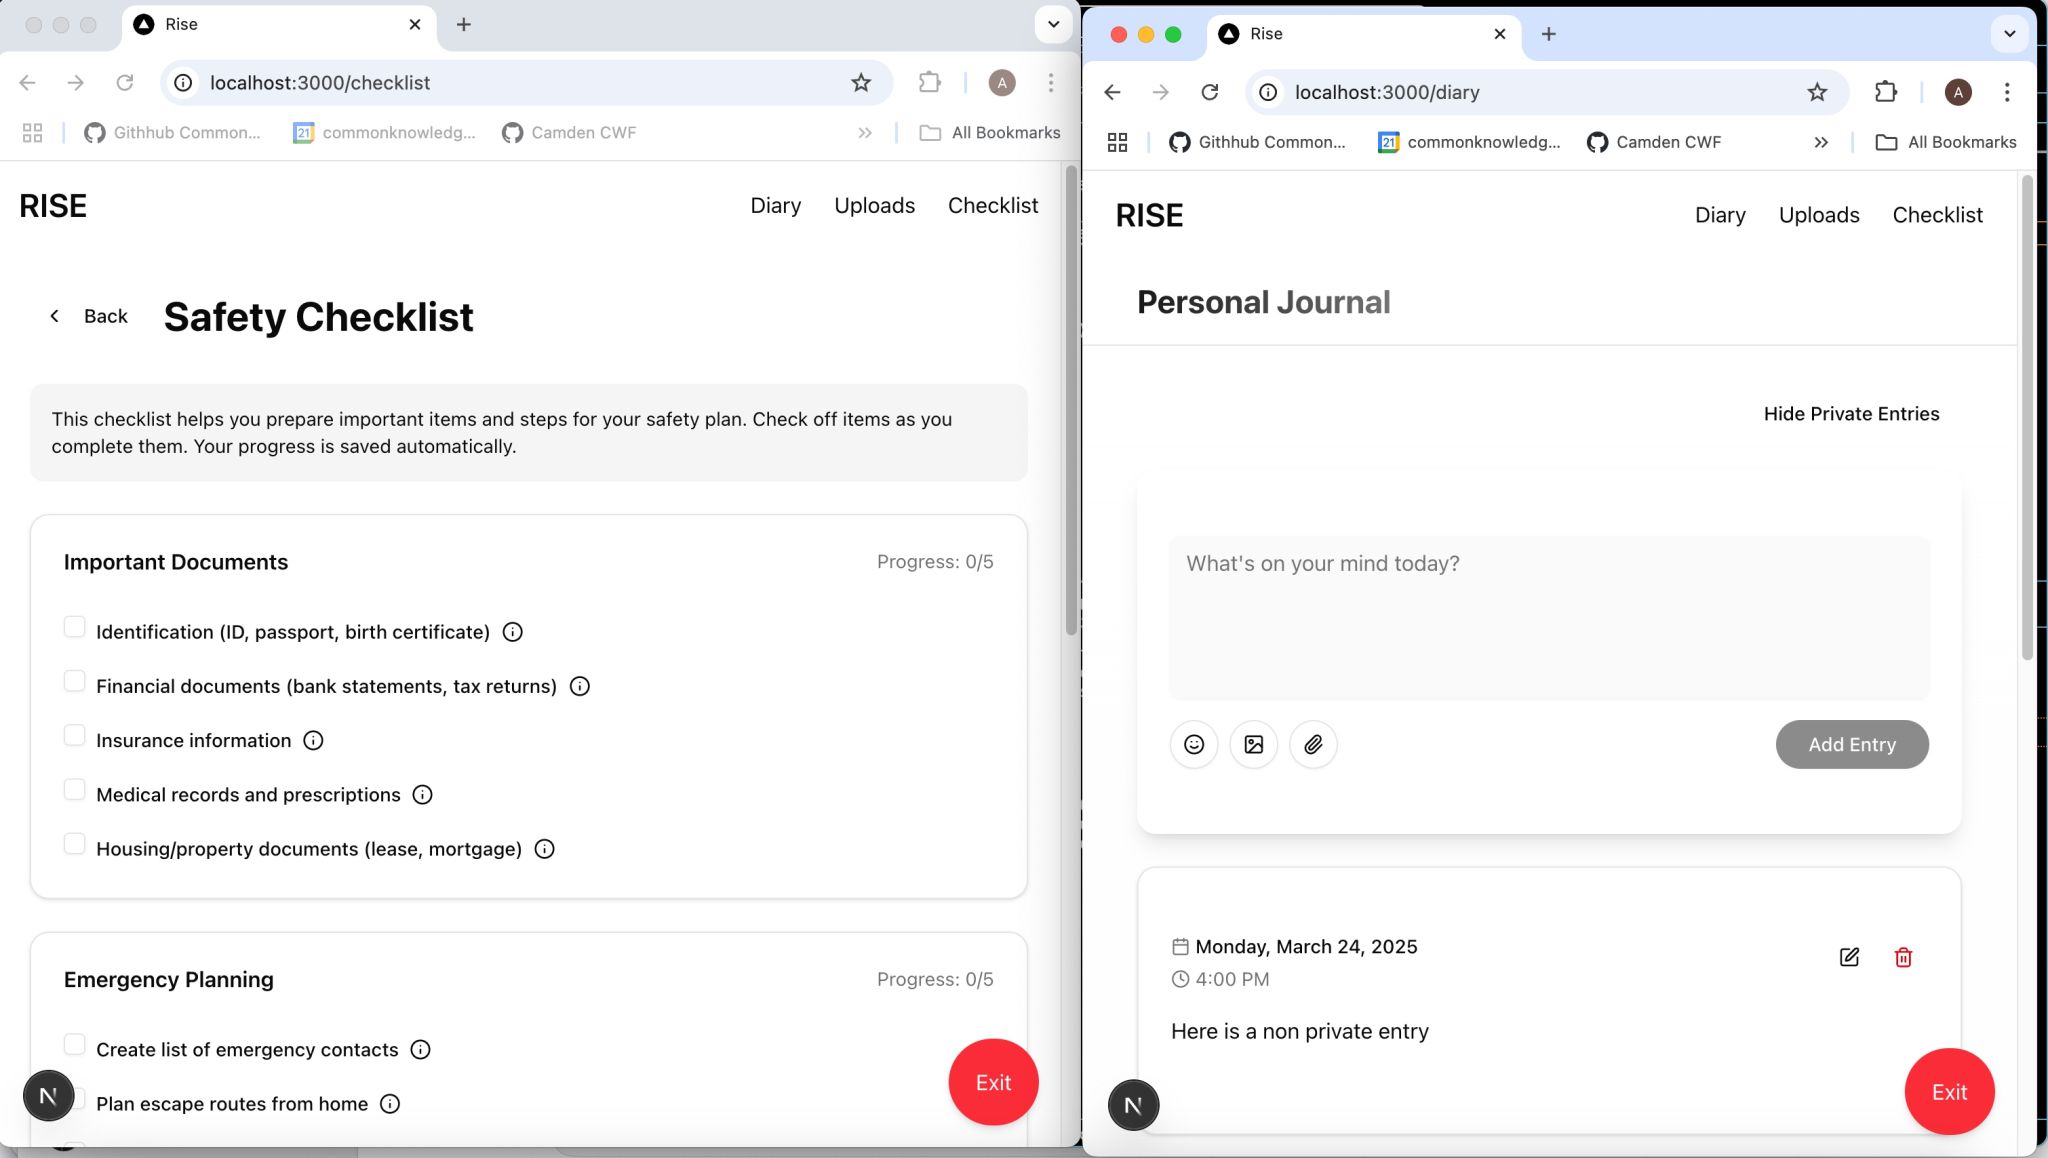 Rise
localhost:3000/checklist
A
Githhub Common...
21
commonknowledg...
Camden CWF
All Bookmarks
RISE
Diary
Uploads
Checklist
Back
Safety Checklist
This checklist helps you prepare important items and steps for your safety plan. Check off items as you
complete them. Your progress is saved automatically.
Important Documents
Progress: 0/5
Identification (ID, passport, birth certificate)
Financial documents (bank statements, tax returns)
Insurance information
Medical records and prescriptions
Housing/property documents (lease, mortgage)
Emergency Planning
Progress: 0/5
Create list of emergency contacts
Plan escape routes from home
N
Exit
Rise
localhost:3000/diary
A
Githhub Common...
21
commonknowledg...
Camden CWF
All Bookmarks
RISE
Diary
Uploads
Checklist
Personal Journal
Hide Private Entries
What's on your mind today?
Add Entry
Monday, March 24, 2025
4:00 PM
Here is a non private entry
N
Exit